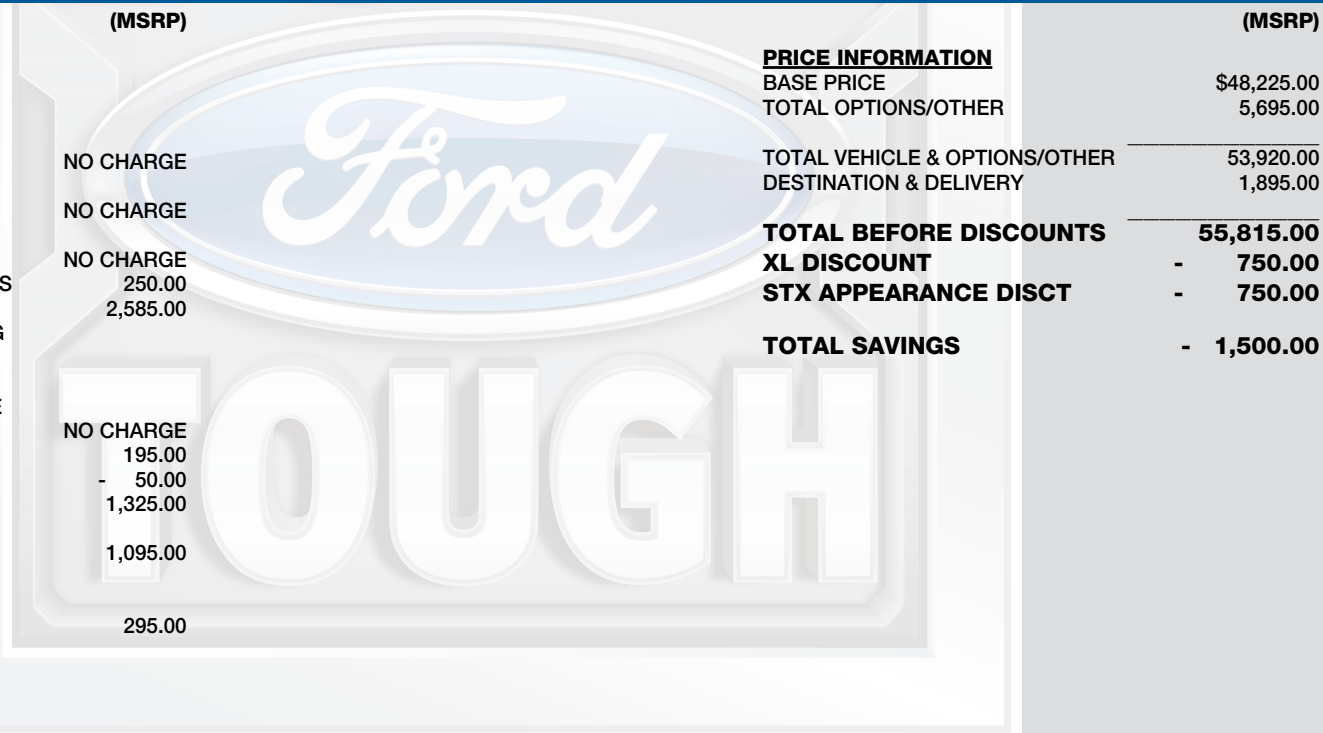 (MSRP)
NO CHARGE
NO CHARGE
NO CHARGE
S 250.00
2,585.00
G
E
NO CHARGE
195.00
- 50.00
1,325.00
1,095.00
295.00
Ford
TOUGH
(MSRP)
PRICE INFORMATION
BASE PRICE $48,225.00
TOTAL OPTIONS/OTHER 5,695.00
TOTAL VEHICLE & OPTIONS/OTHER 53,920.00
DESTINATION & DELIVERY 1,895.00
TOTAL BEFORE DISCOUNTS 55,815.00
XL DISCOUNT - 750.00
STX APPEARANCE DISCT - 750.00
TOTAL SAVINGS - 1,500.00